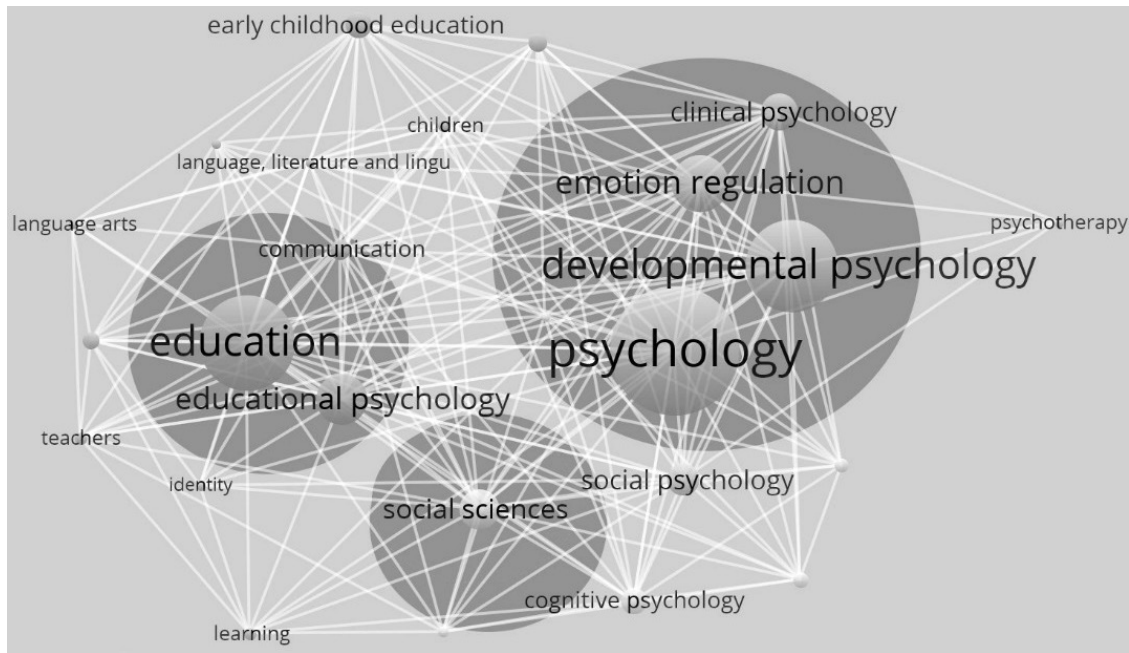 early childhood education
clinical psychology
children
language, literature and lingu
emotion regulation
language arts
psychotherapy
communication
developmental psychology
education
psychology
educational psychology
teachers
identity
social psychology
social sciences
cognitive psychology
learning